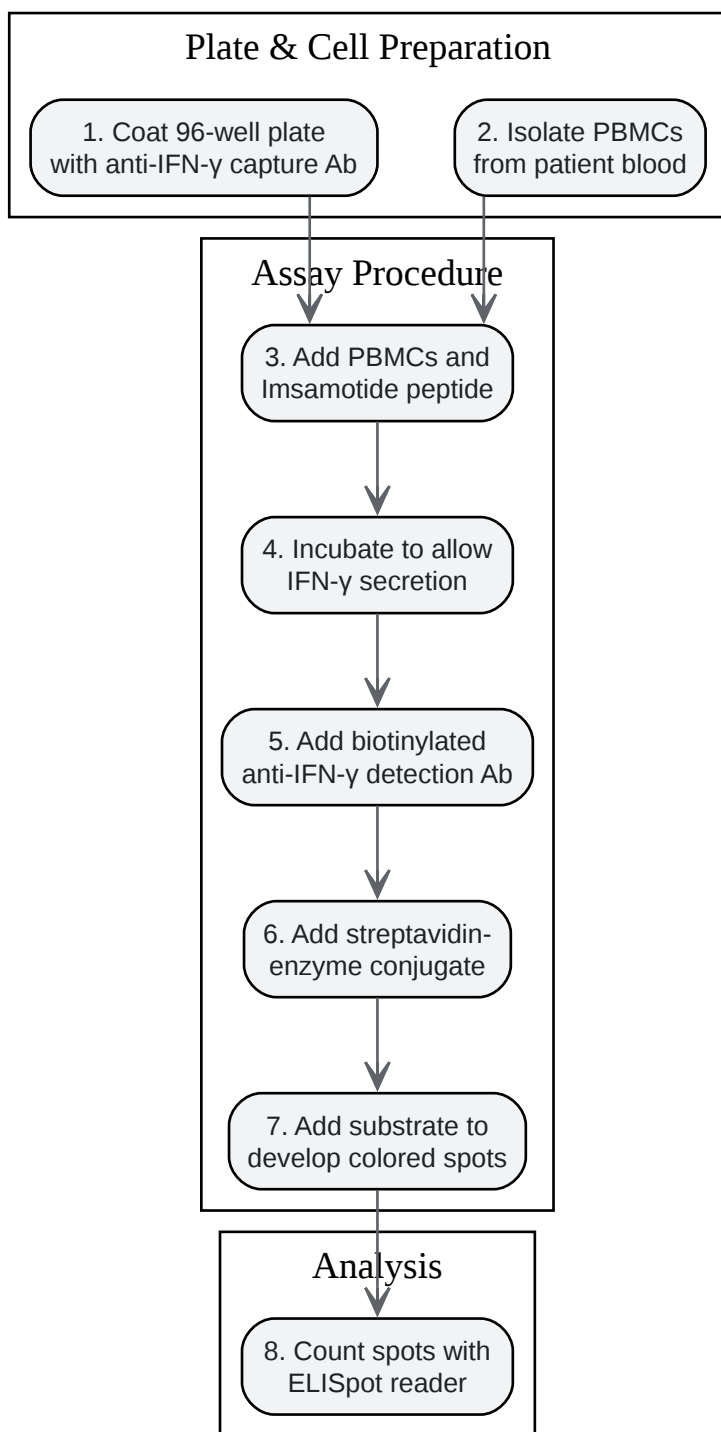 Plate & Cell Preparation
1. Coat 96-well plate
with anti-IFN-γ capture Ab
2. Isolate PBMCs
from patient blood
Assay Procedure
3. Add PBMCs and
Imsamotide peptide
4. Incubate to allow
IFN-γ secretion
5. Add biotinylated
anti-IFN-γ detection Ab
6. Add streptavidin-
enzyme conjugate
7. Add substrate to
develop colored spots
Analysis
8. Count spots with
ELISpot reader